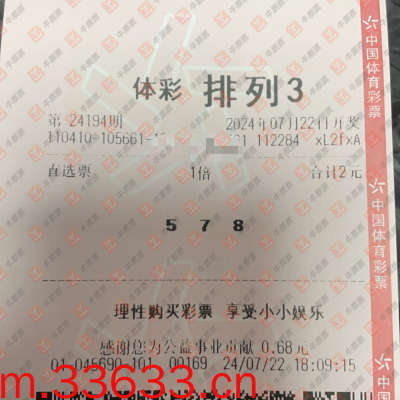 体彩 排列3
第 24194期 2024年07月22日开奖
110410-105661- 112284 xL2fxA
直选票 1倍 合计2元
5 7 8
理性购买彩票 享受小小娱乐
感谢您为公益事业贡献 0.68元
01-045690-101 00169 24/07/22 18:09:15
m.33633.cn
中国体育彩票
中国体育彩票
中国